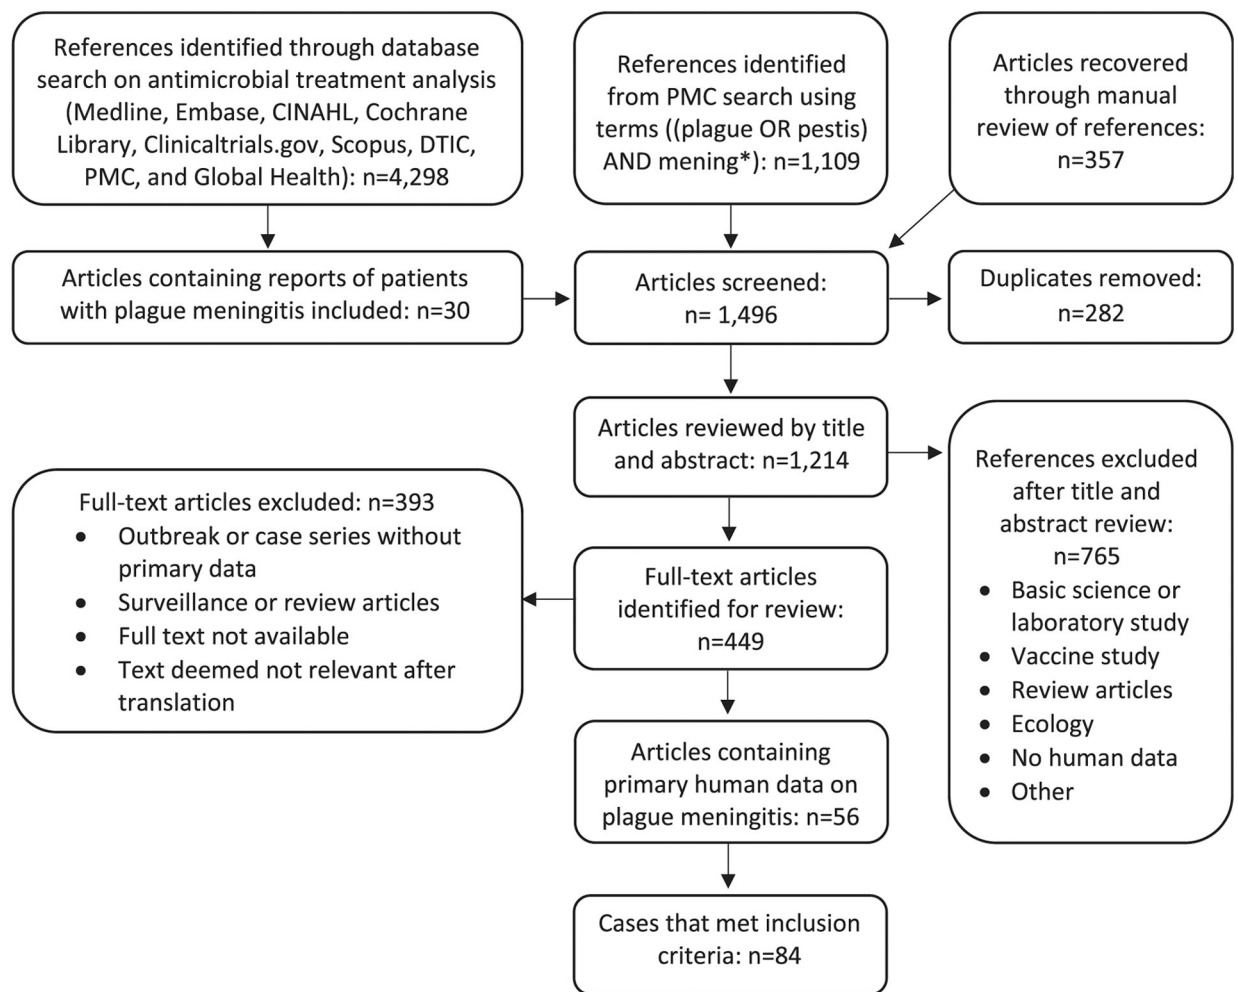 References identified through database
search on antimicrobial treatment analysis
(Medline, Embase, CINAHL, Cochrane
Library, Clinicaltrials.gov, Scopus, DTIC,
PMC, and Global Health): n=4,298
References identified
from PMC search using
terms ((plague OR pestis)
AND mening*): n=1,109
Articles recovered
through manual
review of references:
n=357
Articles containing reports of patients
with plague meningitis included: n=30
Articles screened:
n= 1,496
Duplicates removed:
n=282
Articles reviewed by title
and abstract: n=1,214
References excluded
after title and
abstract review:
n=765
• Basic science or
laboratory study
• Vaccine study
• Review articles
• Ecology
• No human data
• Other
Full-text articles excluded: n=393
• Outbreak or case series without
primary data
• Surveillance or review articles
• Full text not available
• Text deemed not relevant after
translation
Full-text articles
identified for review:
n=449
Articles containing
primary human data on
plague meningitis: n=56
Cases that met inclusion
criteria: n=84